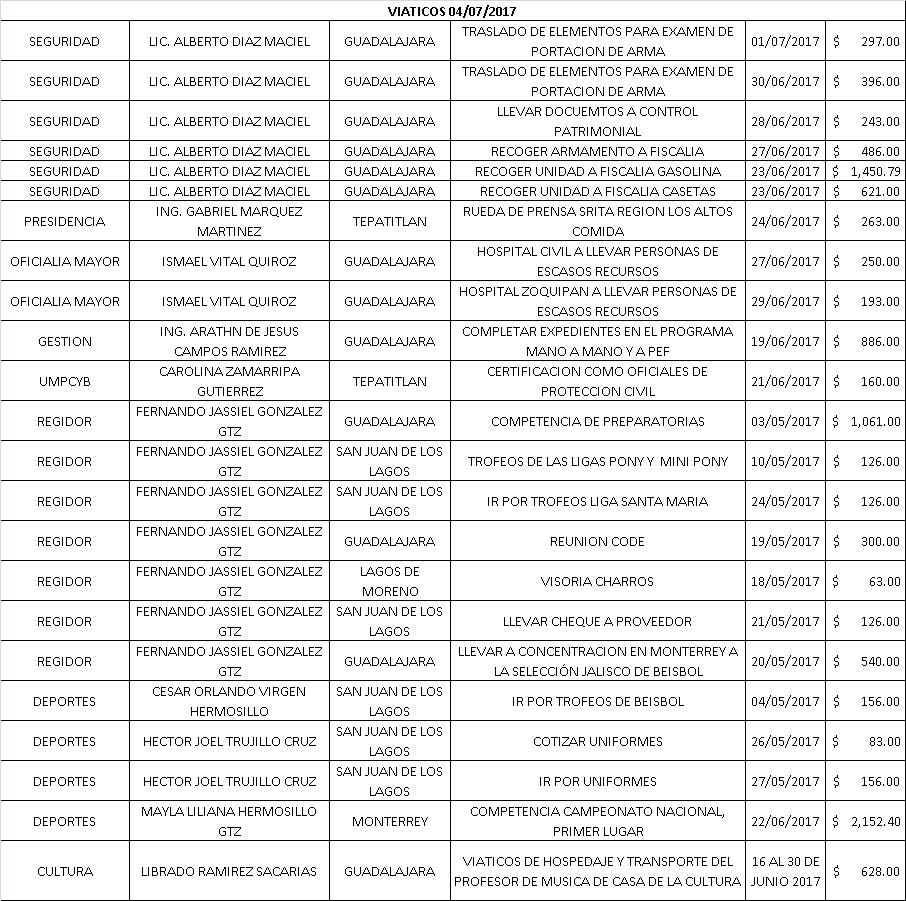 VIATICOS 04/07/2017
SEGURIDAD LIC. ALBERTO DIAZ MACIEL GUADALAJARA TRASLADO DE ELEMENTOS PARA EXAMEN DE
PORTACION DE ARMA 01/07/2017 $ 297.00
SEGURIDAD LIC. ALBERTO DIAZ MACIEL GUADALAJARA TRASLADO DE ELEMENTOS PARA EXAMEN DE
PORTACION DE ARMA 30/06/2017 $ 396.00
SEGURIDAD LIC. ALBERTO DIAZ MACIEL GUADALAJARA LLEVAR DOCUEMTOS A CONTROL
PATRIMONIAL 28/06/2017 $ 243.00
SEGURIDAD LIC. ALBERTO DIAZ MACIEL GUADALAJARA RECOGER ARMAMENTO A FISCALIA 27/06/2017 $ 486.00
SEGURIDAD LIC. ALBERTO DIAZ MACIEL GUADALAJARA RECOGER UNIDAD A FISCALIA GASOLINA 23/06/2017 $ 1,450.79
SEGURIDAD LIC. ALBERTO DIAZ MACIEL GUADALAJARA RECOGER UNIDAD A FISCALIA CASETAS 23/06/2017 $ 621.00
PRESIDENCIA ING. GABRIEL MARQUEZ
MARTINEZ TEPATITLAN RUEDA DE PRENSA SRITA REGION LOS ALTOS
COMIDA 24/06/2017 $ 263.00
OFICIALIA MAYOR ISMAEL VITAL QUIROZ GUADALAJARA HOSPITAL CIVIL A LLEVAR PERSONAS DE
ESCASOS RECURSOS 27/06/2017 $ 250.00
OFICIALIA MAYOR ISMAEL VITAL QUIROZ GUADALAJARA HOSPITAL ZOQUIPAN A LLEVAR PERSONAS DE
ESCASOS RECURSOS 29/06/2017 $ 193.00
GESTION ING. ARATHN DE JESUS
CAMPOS RAMIREZ GUADALAJARA COMPLETAR EXPEDIENTES EN EL PROGRAMA
MANO A MANO Y A PEF 19/06/2017 $ 886.00
UMPCYB CAROLINA ZAMARRIPA
GUTIERREZ TEPATITLAN CERTIFICACION COMO OFICIALES DE
PROTECCION CIVIL 21/06/2017 $ 160.00
REGIDOR FERNANDO JASSIEL GONZALEZ
GTZ GUADALAJARA COMPETENCIA DE PREPARATORIAS 03/05/2017 $ 1,061.00
REGIDOR FERNANDO JASSIEL GONZALEZ
GTZ SAN JUAN DE LOS
LAGOS TROFEOS DE LAS LIGAS PONY Y MINI PONY 10/05/2017 $ 126.00
REGIDOR FERNANDO JASSIEL GONZALEZ
GTZ SAN JUAN DE LOS
LAGOS IR POR TROFEOS LIGA SANTA MARIA 24/05/2017 $ 126.00
REGIDOR FERNANDO JASSIEL GONZALEZ
GTZ GUADALAJARA REUNION CODE 19/05/2017 $ 300.00
REGIDOR FERNANDO JASSIEL GONZALEZ
GTZ LAGOS DE
MORENO VISORIA CHARROS 18/05/2017 $ 63.00
REGIDOR FERNANDO JASSIEL GONZALEZ
GTZ SAN JUAN DE LOS
LAGOS LLEVAR CHEQUE A PROVEEDOR 21/05/2017 $ 126.00
REGIDOR FERNANDO JASSIEL GONZALEZ
GTZ GUADALAJARA LLEVAR A CONCENTRACION EN MONTERREY A
LA SELECCIÓN JALISCO DE BEISBOL 20/05/2017 $ 540.00
DEPORTES CESAR ORLANDO VIRGEN
HERMOSILLO SAN JUAN DE LOS
LAGOS IR POR TROFEOS DE BEISBOL 04/05/2017 $ 156.00
DEPORTES HECTOR JOEL TRUJILLO CRUZ SAN JUAN DE LOS
LAGOS COTIZAR UNIFORMES 26/05/2017 $ 83.00
DEPORTES HECTOR JOEL TRUJILLO CRUZ SAN JUAN DE LOS
LAGOS IR POR UNIFORMES 27/05/2017 $ 156.00
DEPORTES MAYLA LILIANA HERMOSILLO
GTZ MONTERREY COMPETENCIA CAMPEONATO NACIONAL,
PRIMER LUGAR 22/06/2017 $ 2,152.40
CULTURA LIBRADO RAMIREZ SACARIAS GUADALAJARA VIATICOS DE HOSPEDAJE Y TRANSPORTE DEL
PROFESOR DE MUSICA DE CASA DE LA CULTURA 16 AL 30 DE
JUNIO 2017 $ 628.00